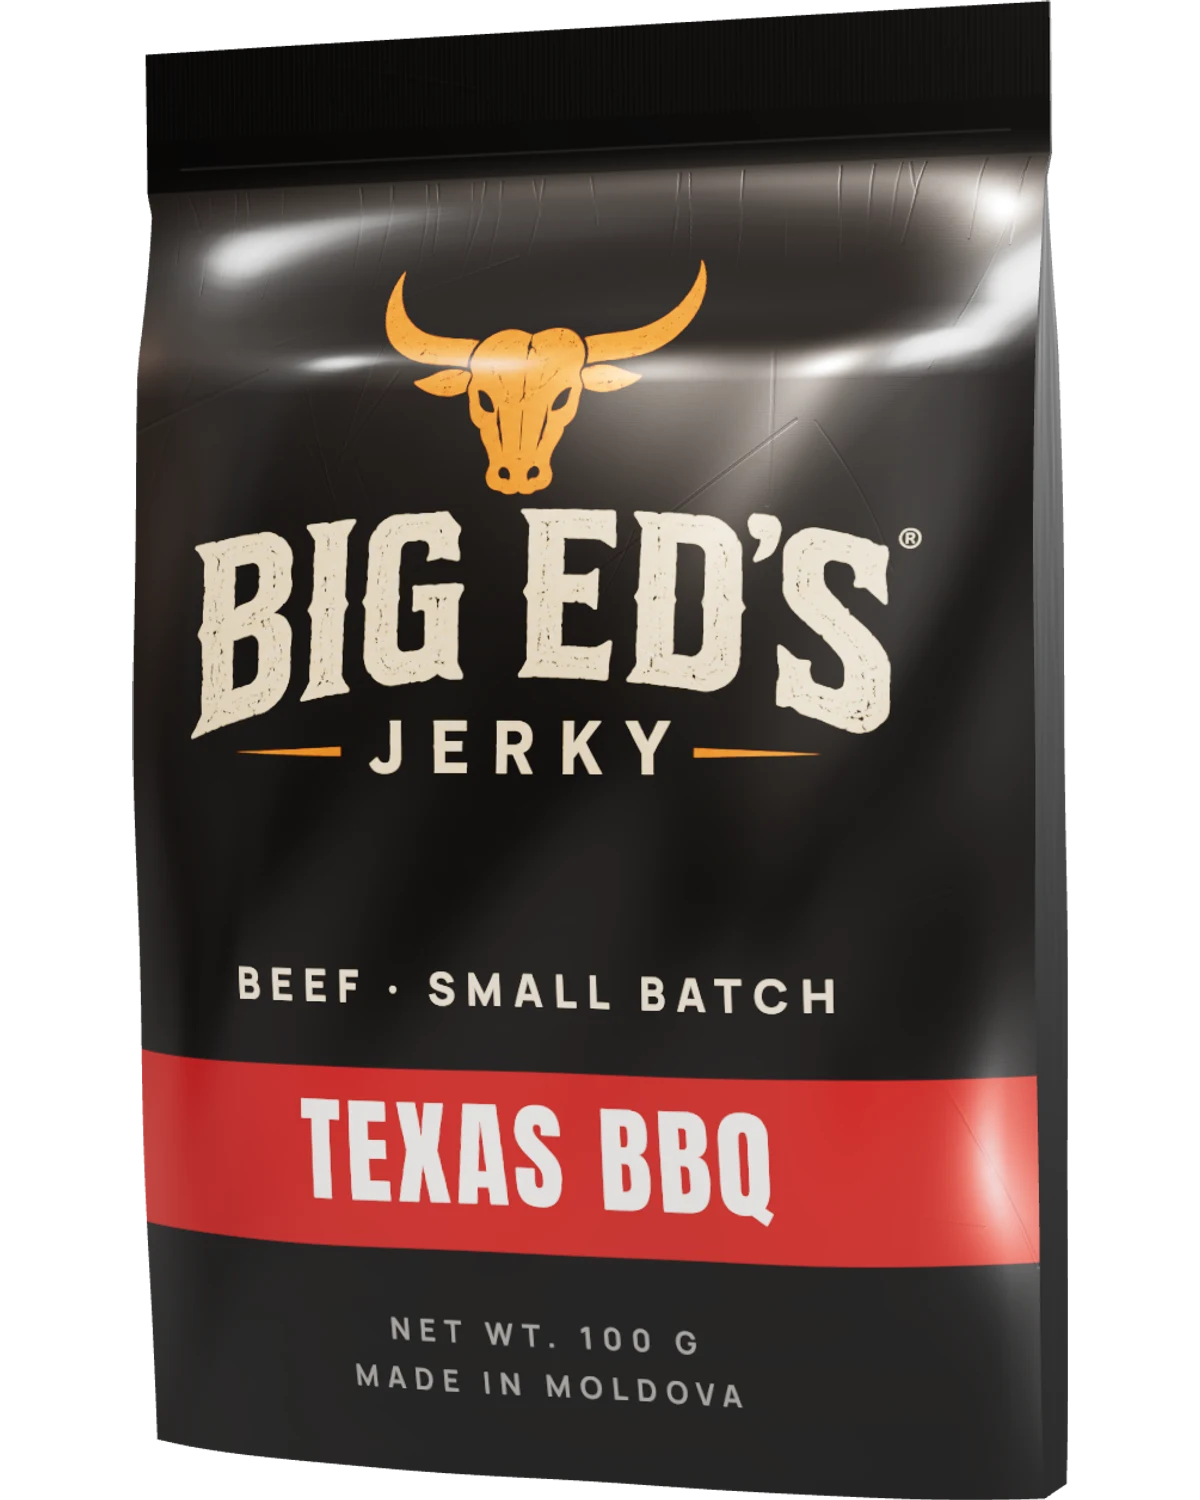 BIG ED'S®
JERKY
BEEF · SMALL BATCH
TEXAS BBQ
NET WT. 100 G
MADE IN MOLDOVA